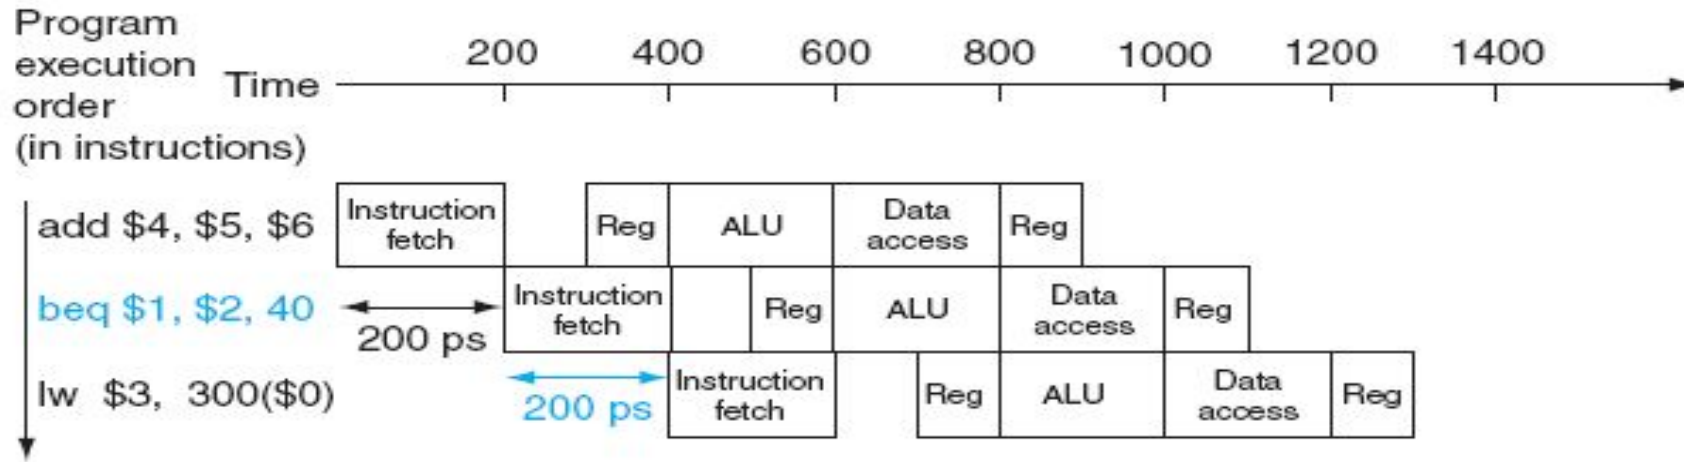 Program
execution
order
(in instructions)
Time
200 400 600 800 1000 1200 1400
add $4, $5, $6
Instruction
fetch
Reg
ALU
Data
access
Reg
beq $1, $2, 40
200 ps
Instruction
fetch
Reg
ALU
Data
access
Reg
lw $3, 300($0)
200 ps
Instruction
fetch
Reg
ALU
Data
access
Reg